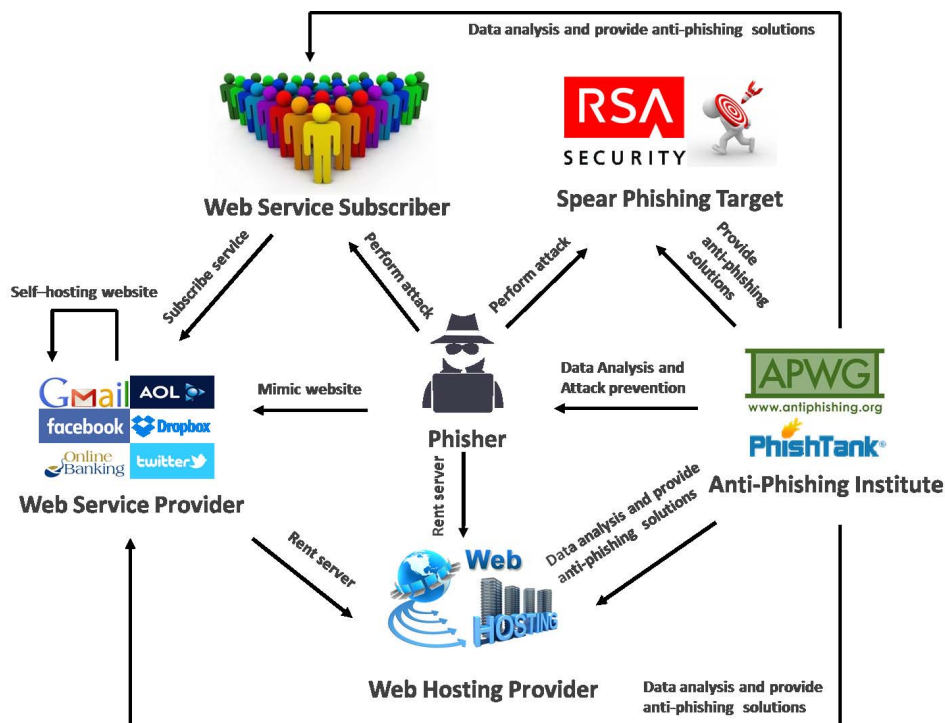 Data analysis and provide anti-phishing solutions
RSA
SECURITY
Web Service Subscriber
Spear Phishing Target
Subscribe service
Perform attack
Perform attack
Provide
anti-phishing
solutions
Self-hosting website
Gmail
AOL
facebook
Dropbox
Online
Banking
twitter
Web Service Provider
Mimic website
Phisher
Data Analysis and
Attack prevention
APWG
www.antiphishing.org
PhishTank®
Anti-Phishing Institute
Rent server
Rent server
Data analysis and provide
anti-phishing solutions
Web
HOSTING
Web Hosting Provider
Data analysis and provide
anti-phishing solutions